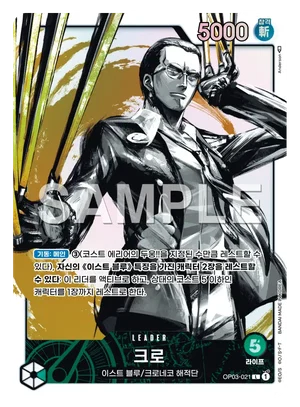 5000
참격
斬
Anderson
SAMPLE
기동: 메인 ③(코스트 에리어의 두웅!!을 지정된 수만큼 레스트할 수
있다), 자신의 《이스트 블루》 특징을 가진 캐릭터 2장을 레스트할
수 있다: 이 리더를 액티브로 하고, 상대의 코스트 5 이하인
캐릭터를 1장까지 레스트로 한다.
LEADER
크로
이스트 블루/크로네코 해적단
5
라이프
OP03-021 L 1